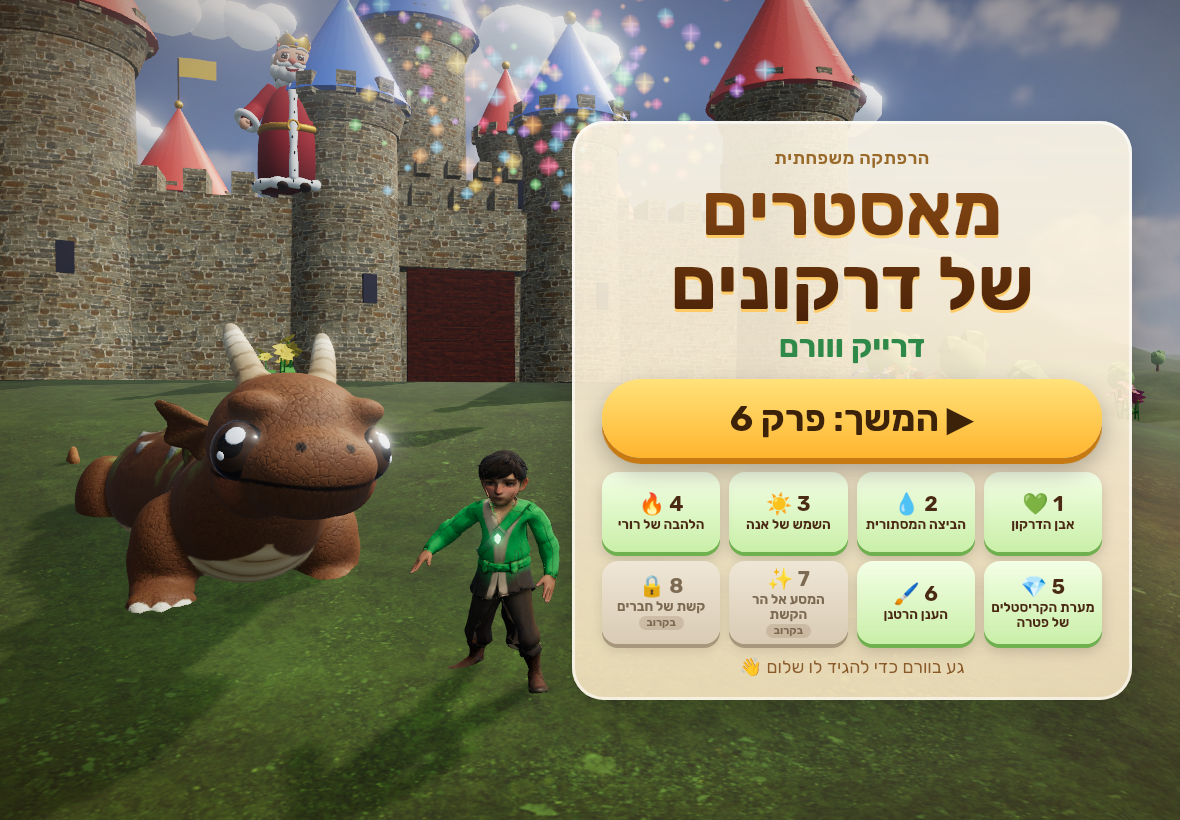 הרפתקה משפחתית
מאסטרים
של דרקונים
דרייק ווורם
▶ המשך: פרק 6
1 💚
אבן הדרקון
2 💧
הביצה המסתורית
3 ☀️
השמש של אנה
4 🔥
הלהבה של רורי
5 💎
מערת הקריסטלים
של פטרה
6 🖌️
הענן הרטנן
7 ✨
המסע אל הר
הקשת
בקרוב
8 🔒
קשת של חברים
בקרוב
גע בוורם כדי להגיד לו שלום 👋